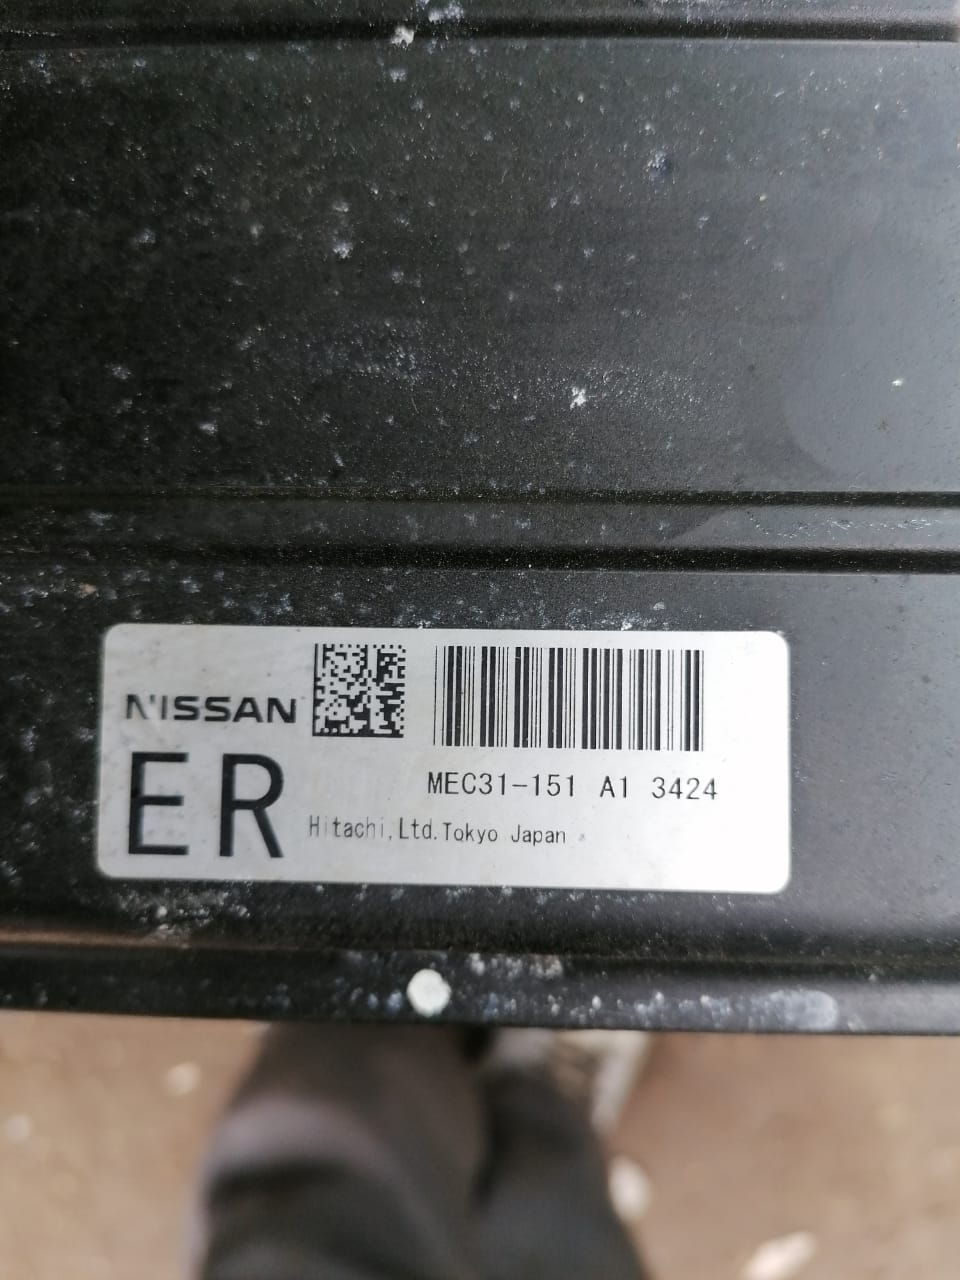 NISSAN
ER
MEC31-151 A1 3424
Hitachi,Ltd.Tokyo Japan